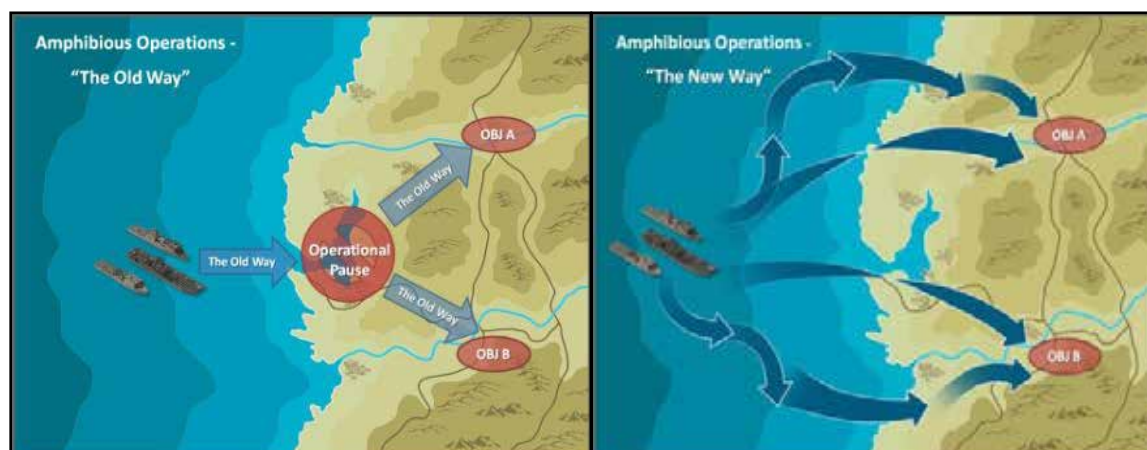 Amphibious Operations -
“The Old Way”
OBJ A
The Old Way
The Old Way
Operational
Pause
The Old Way
OBJ B
Amphibious Operations -
“The New Way”
OBJ A
OBJ B